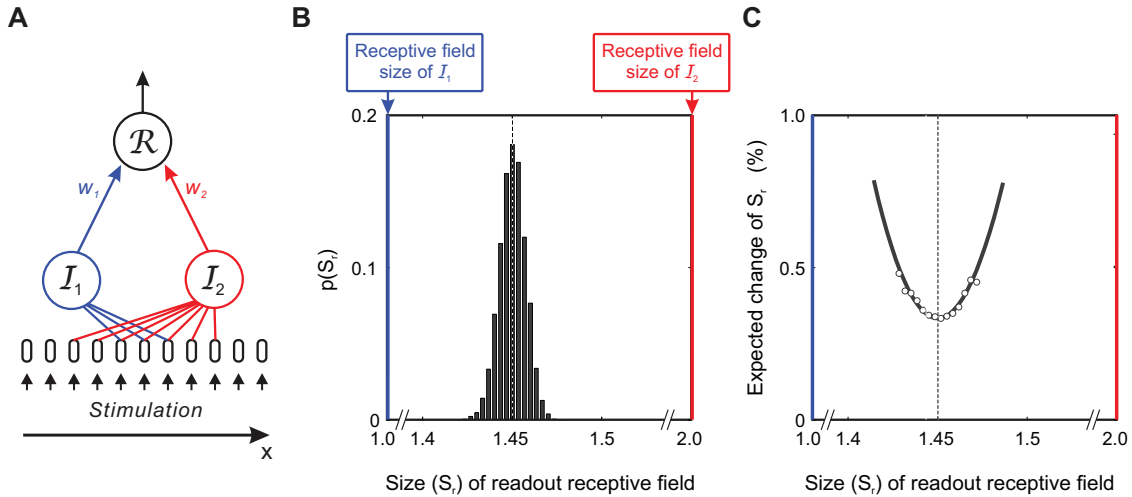 A
R
w₁
w₂
I₁
I₂
Stimulation
x
B
Receptive field
size of I₁
Receptive field
size of I₂
0.2
0.1
0
p(Sᵣ)
1.0
1.4
1.45
1.5
2.0
Size (Sᵣ) of readout receptive field
C
1.0
0.5
0
Expected change of Sᵣ (%)
1.0
1.4
1.45
1.5
2.0
Size (Sᵣ) of readout receptive field